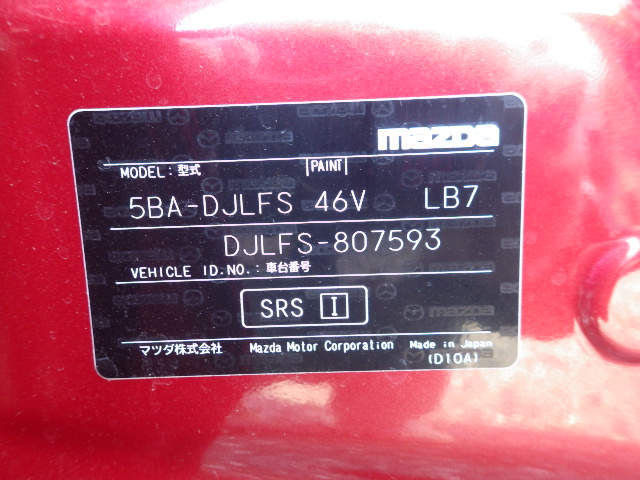 mazda
MODEL: 型式 PAINT
5BA-DJLFS 46V LB7
DJLFS-807593
VEHICLE ID.NO.: 車台番号
SRS I
マツダ株式会社 Mazda Motor Corporation Made in Japan
(D10A)